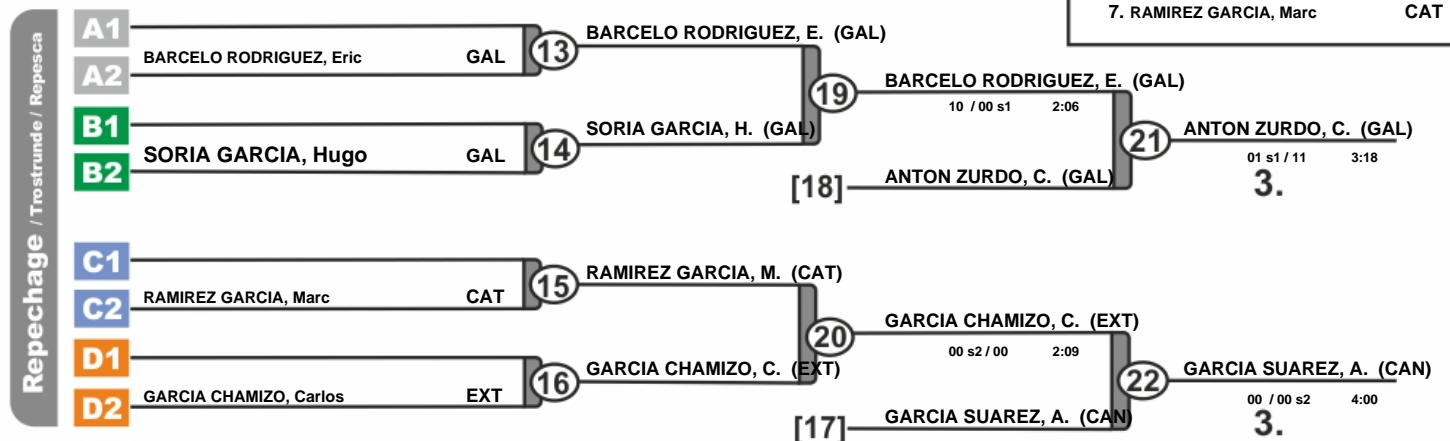 7. RAMIREZ GARCIA, Marc CAT
Repechage / Trostrunde / Repesca
A1
BARCELO RODRIGUEZ, Eric GAL
A2
13
BARCELO RODRIGUEZ, E. (GAL)
B1
SORIA GARCIA, Hugo GAL
B2
14
SORIA GARCIA, H. (GAL)
19
BARCELO RODRIGUEZ, E. (GAL)
10 / 00 s1 2:06
[18]
ANTON ZURDO, C. (GAL)
21
ANTON ZURDO, C. (GAL)
01 s1 / 11 3:18
3.
C1
RAMIREZ GARCIA, Marc CAT
C2
15
RAMIREZ GARCIA, M. (CAT)
D1
GARCIA CHAMIZO, Carlos EXT
D2
16
GARCIA CHAMIZO, C. (EXT)
20
GARCIA CHAMIZO, C. (EXT)
00 s2 / 00 2:09
[17]
GARCIA SUAREZ, A. (CAN)
22
GARCIA SUAREZ, A. (CAN)
00 / 00 s2 4:00
3.